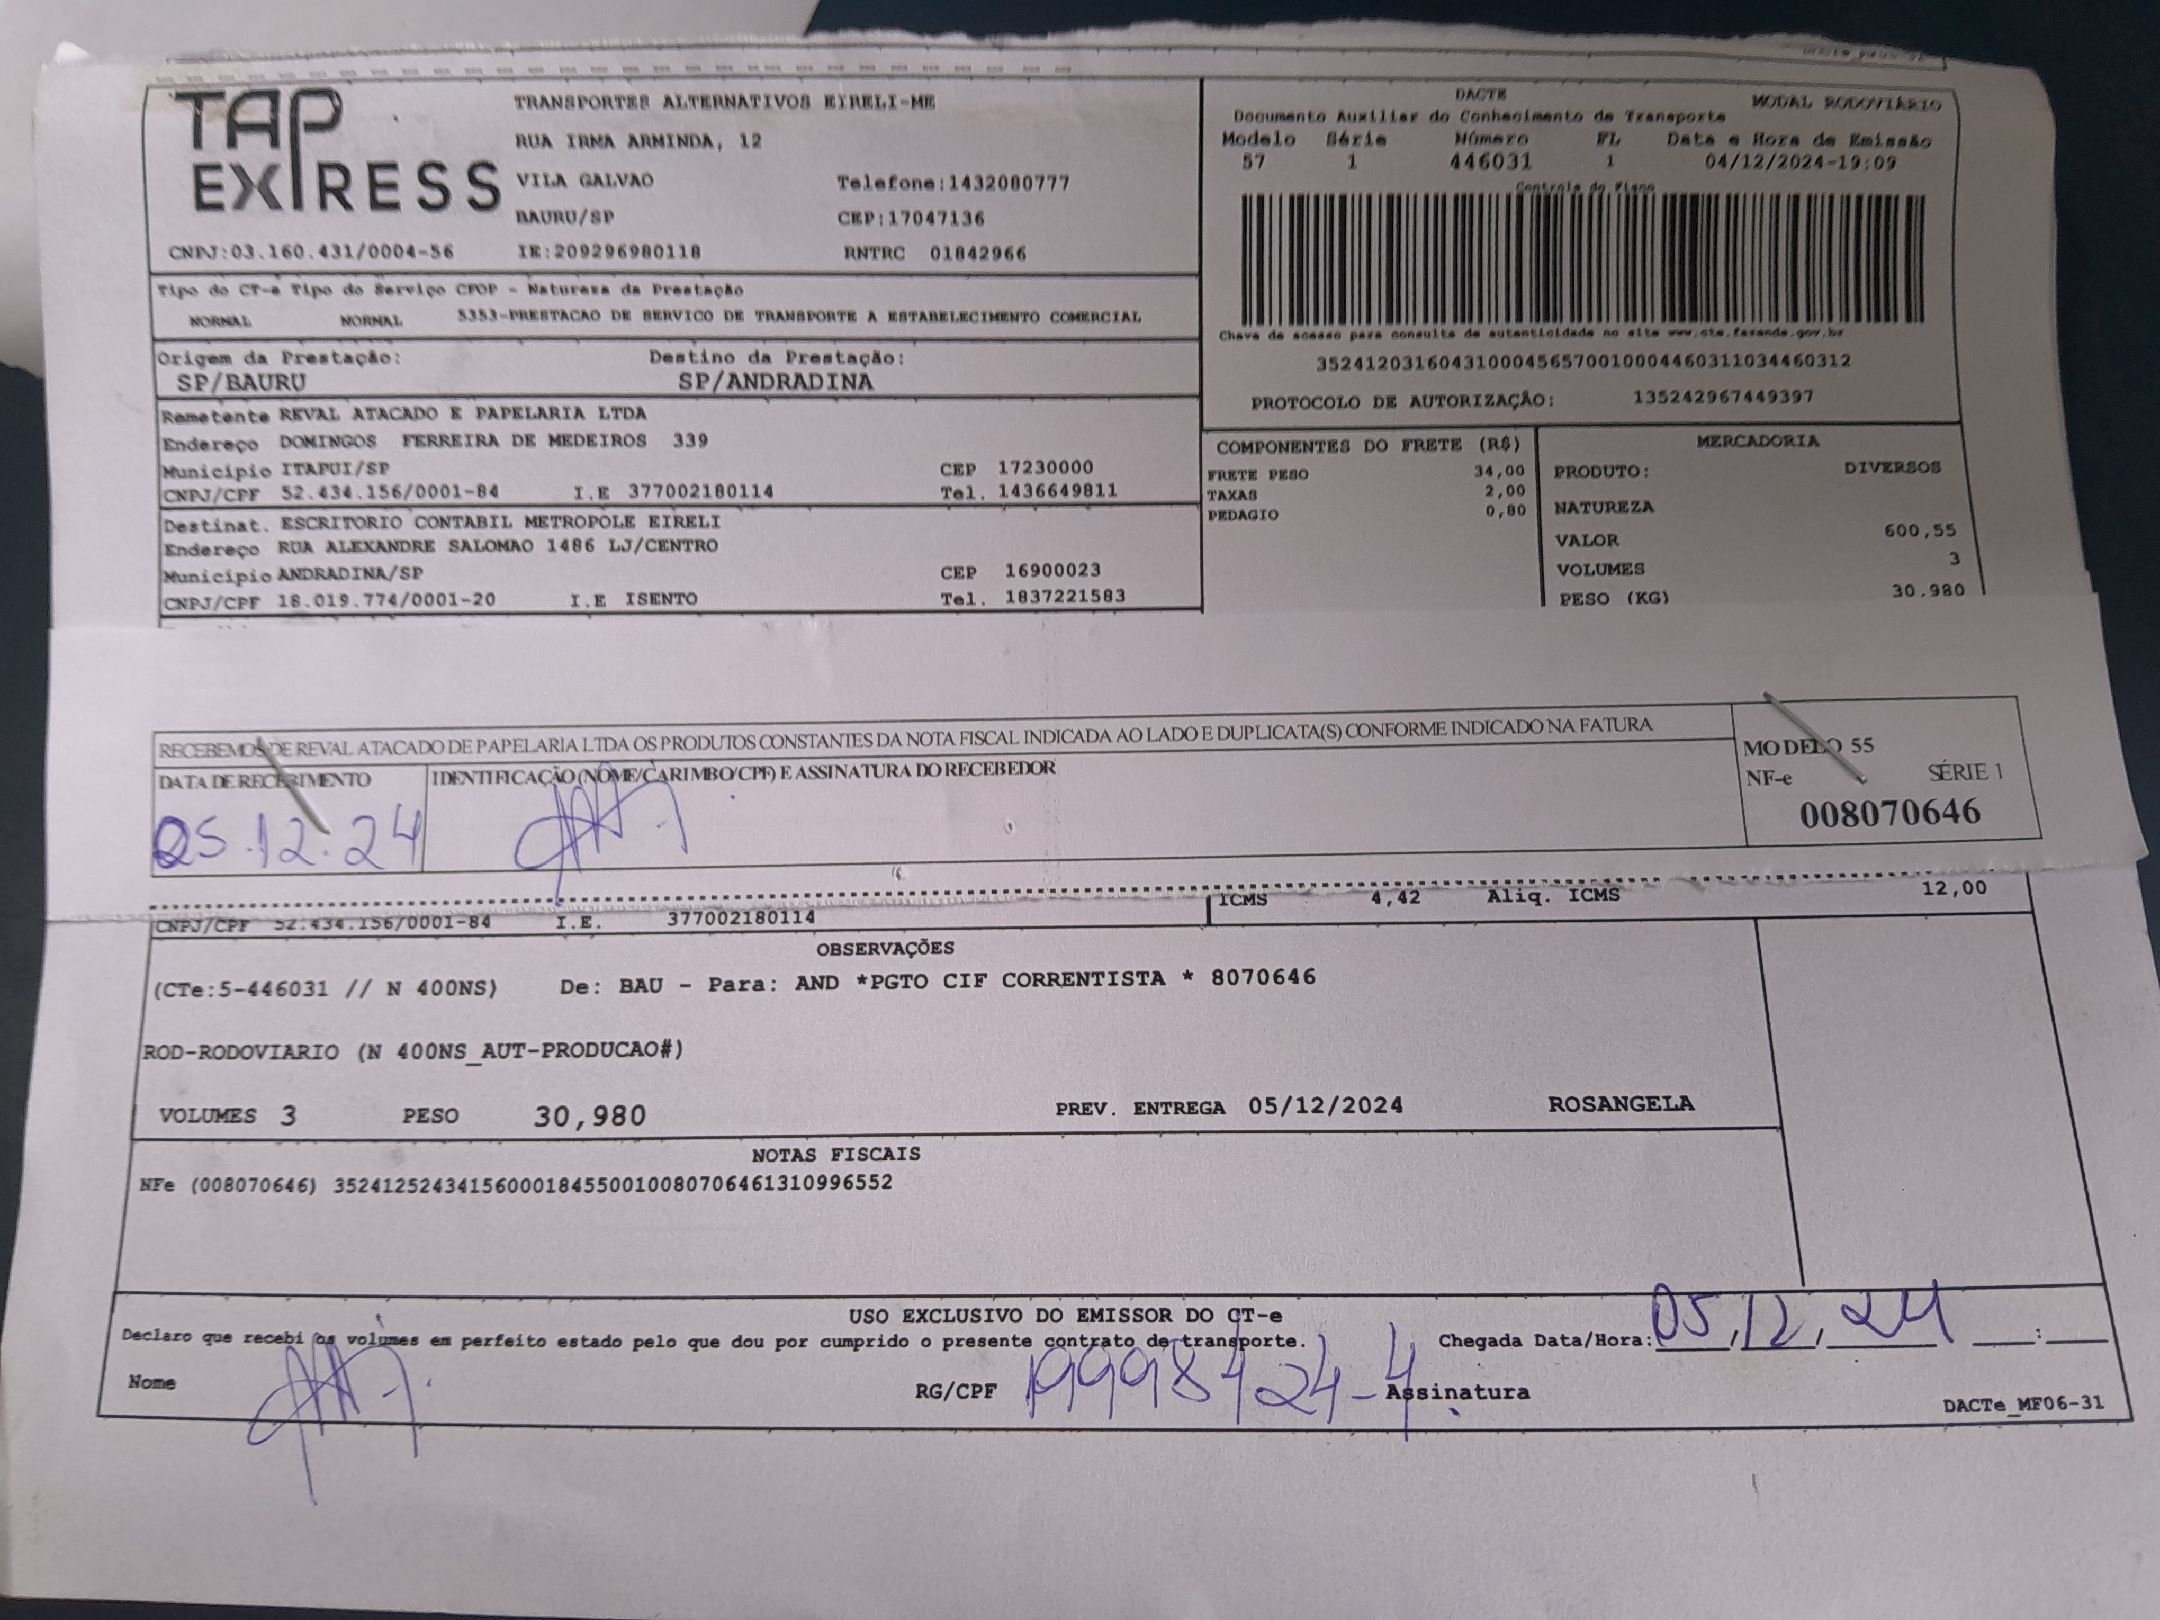 TAP
EXPRESS
TRANSPORTES ALTERNATIVOS EIRELI-ME
RUA IRMA ARMINDA, 12
VILA GALVAO Telefone:1432080777
BAURU/SP CEP:17047136
CNPJ:03.160.431/0004-56 IE:209296980118 RNTRC 01842966
DACTE MODAL RODOVIÁRIO
Documento Auxiliar do Conhecimento de Transporte
Modelo Série Número FL Data e Hora de Emissão
57 1 446031 1 04/12/2024-19:09
Controle do Fisco
Chave de acesso para consulta de autenticidade no site www.cte.fazenda.gov.br
35241203160431000456570010004460311034460312
PROTOCOLO DE AUTORIZAÇÃO: 135242967449397
Tipo do CT-e Tipo do Serviço CFOP - Natureza da Prestação
NORMAL NORMAL 5353-PRESTACAO DE SERVICO DE TRANSPORTE A ESTABELECIMENTO COMERCIAL
Origem da Prestação: Destino da Prestação:
SP/BAURU SP/ANDRADINA
Remetente REVAL ATACADO E PAPELARIA LTDA
Endereço DOMINGOS FERREIRA DE MEDEIROS 339
Município ITAPUI/SP CEP 17230000
CNPJ/CPF 52.434.156/0001-84 I.E 377002180114 Tel. 1436649811
Destinat. ESCRITORIO CONTABIL METROPOLE EIRELI
Endereço RUA ALEXANDRE SALOMAO 1486 LJ/CENTRO
Município ANDRADINA/SP CEP 16900023
CNPJ/CPF 18.019.774/0001-20 I.E ISENTO Tel. 1837221583
COMPONENTES DO FRETE (R$)
FRETE PESO 34,00
TAXAS 2,00
PEDAGIO 0,80
MERCADORIA
PRODUTO: DIVERSOS
NATUREZA
VALOR 600,55
VOLUMES 3
PESO (KG) 30.980
RECEBEMOS DE REVAL ATACADO DE PAPELARIA LTDA OS PRODUTOS CONSTANTES DA NOTA FISCAL INDICADA AO LADO E DUPLICATA(S) CONFORME INDICADO NA FATURA
DATA DE RECEBIMENTO IDENTIFICAÇÃO (NOME/CARIMBO/CPF) E ASSINATURA DO RECEBEDOR
05.12.24
MODELO 55
NF-e SÉRIE 1
008070646
CNPJ/CPF 52.434.156/0001-84 I.E. 377002180114 ICMS 4,42 Aliq. ICMS 12,00
OBSERVAÇÕES
(CTe:5-446031 // N 400NS) De: BAU - Para: AND *PGTO CIF CORRENTISTA * 8070646
ROD-RODOVIARIO (N 400NS_AUT-PRODUCAO#)
VOLUMES 3 PESO 30,980 PREV. ENTREGA 05/12/2024 ROSANGELA
NOTAS FISCAIS
NFe (008070646) 35241252434156000184550010080706461310996552
USO EXCLUSIVO DO EMISSOR DO CT-e
Declaro que recebi os volumes em perfeito estado pelo que dou por cumprido o presente contrato de transporte. Chegada Data/Hora: 05,12,24 :
Nome RG/CPF Assinatura
DACTe_MF06-31